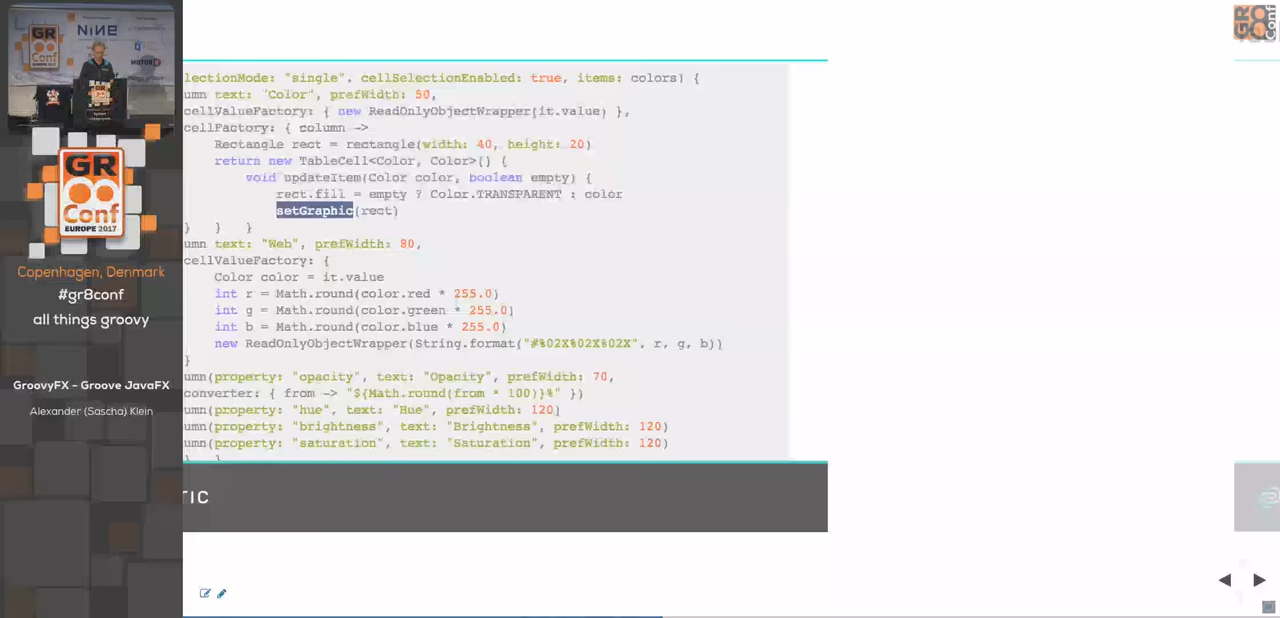 GR
Conf
NINE
MOTOR
GR
Conf
EUROPE 2017
Copenhagen, Denmark
#gr8conf
all things groovy
GroovyFX - Groove JavaFX
Alexander (Sascha) Klein
lectionMode: "single", cellSelectionEnabled: true, items: colors) {
umn text: "Color", prefWidth: 50,
cellValueFactory: { new ReadOnlyObjectWrapper(it.value) },
cellFactory: { column ->
Rectangle rect = rectangle(width: 40, height: 20)
return new TableCell<Color, Color>() {
void updateItem(Color color, boolean empty) {
rect.fill = empty ? Color.TRANSPARENT : color
setGraphic(rect)
} } }
umn text: "Web", prefWidth: 80,
cellValueFactory: {
Color color = it.value
int r = Math.round(color.red * 255.0)
int g = Math.round(color.green * 255.0)
int b = Math.round(color.blue * 255.0)
new ReadOnlyObjectWrapper(String.format("#%02X%02X%02X", r, g, b))
}
umn(property: "opacity", text: "Opacity", prefWidth: 70,
converter: { from -> "${Math.round(from * 100)}%" })
umn(property: "hue", text: "Hue", prefWidth: 120)
umn(property: "brightness", text: "Brightness", prefWidth: 120)
umn(property: "saturation", text: "Saturation", prefWidth: 120)
} }
TIC
GR
Conf